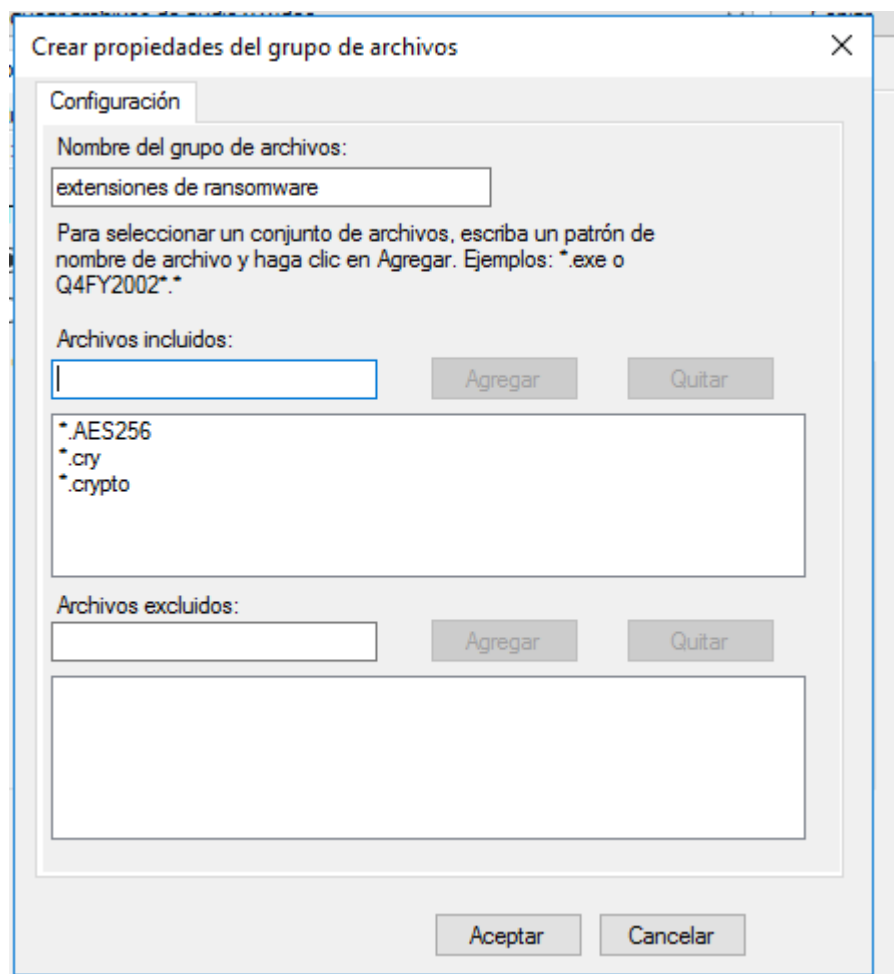 Crear propiedades del grupo de archivos
Configuración
Nombre del grupo de archivos:
extensiones de ransomware
Para seleccionar un conjunto de archivos, escriba un patrón de
nombre de archivo y haga clic en Agregar. Ejemplos: *.exe o
Q4FY2002*.*
Archivos incluidos:
Agregar Quitar
*.AES256
*.cry
*.crypto
Archivos excluidos:
Agregar Quitar
Aceptar Cancelar